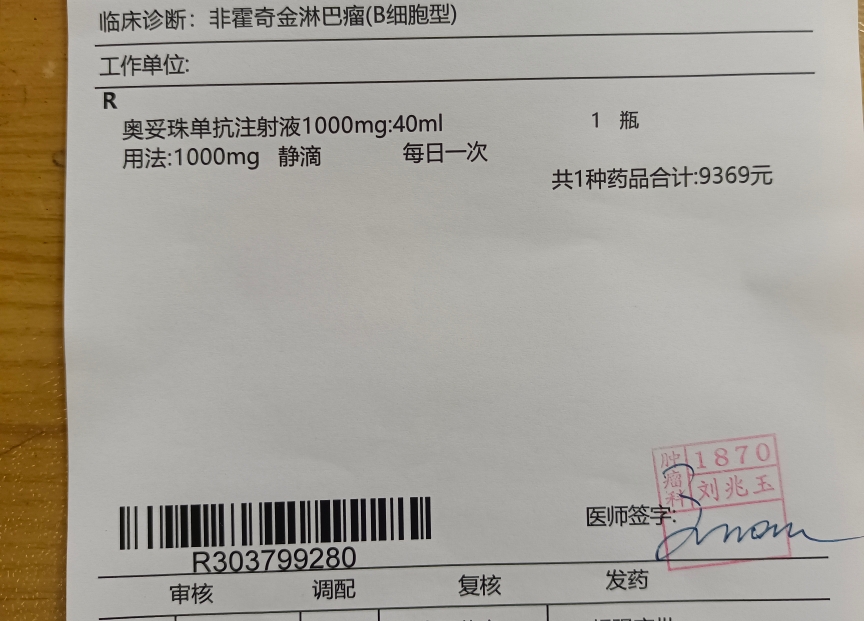 临床诊断: 非霍奇金淋巴瘤(B细胞型)
工作单位:
R
奥妥珠单抗注射液1000mg:40ml 1 瓶
用法:1000mg 静滴 每日一次
共1种药品合计:9369元
肿瘤科 1870
刘兆玉
医师签字:
R303799280
审核 调配 复核 发药